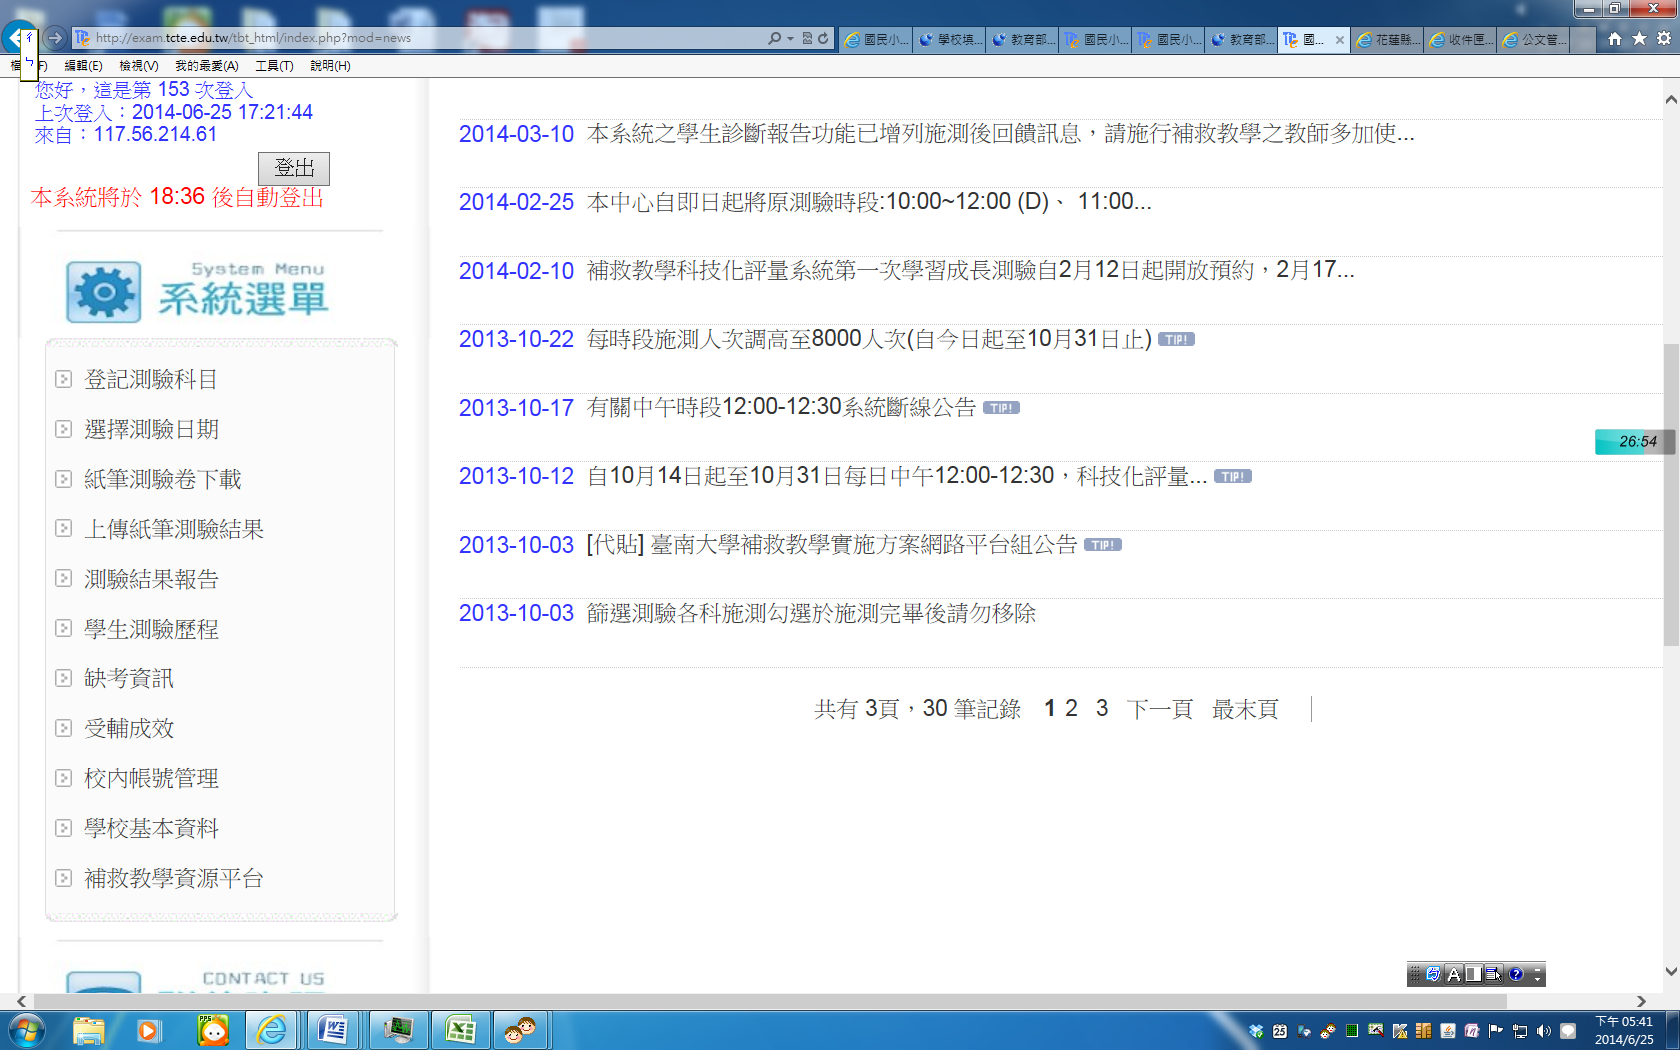 http://exam.tcte.edu.tw/tbt_html/index.php?mod=news
國民小...
學校填...
教育部...
國民小...
國民小...
教育部...
國...
花蓮縣...
收件匣...
公文管...
編輯(E)
檢視(V)
我的最愛(A)
工具(T)
說明(H)
您好，這是第 153 次登入
上次登入：2014-06-25 17:21:44
來自：117.56.214.61
登出
本系統將於 18:36 後自動登出
System Menu
系統選單
登記測驗科目
選擇測驗日期
紙筆測驗卷下載
上傳紙筆測驗結果
測驗結果報告
學生測驗歷程
缺考資訊
受輔成效
校內帳號管理
學校基本資料
補救教學資源平台
CONTACT US
2014-03-10 本系統之學生診斷報告功能已增列施測後回饋訊息，請施行補救教學之教師多加使...
2014-02-25 本中心自即日起將原測驗時段:10:00~12:00 (D)、 11:00...
2014-02-10 補救教學科技化評量系統第一次學習成長測驗自2月12日起開放預約，2月17...
2013-10-22 每時段施測人次調高至8000人次(自今日起至10月31日止) TIP!
2013-10-17 有關中午時段12:00-12:30系統斷線公告 TIP!
2013-10-12 自10月14日起至10月31日每日中午12:00-12:30，科技化評量... TIP!
2013-10-03 [代貼] 臺南大學補救教學實施方案網路平台組公告 TIP!
2013-10-03 篩選測驗各科施測勾選於施測完畢後請勿移除
共有 3頁，30 筆記錄 1 2 3 下一頁 最末頁
26:54
下午 05:41
2014/6/25